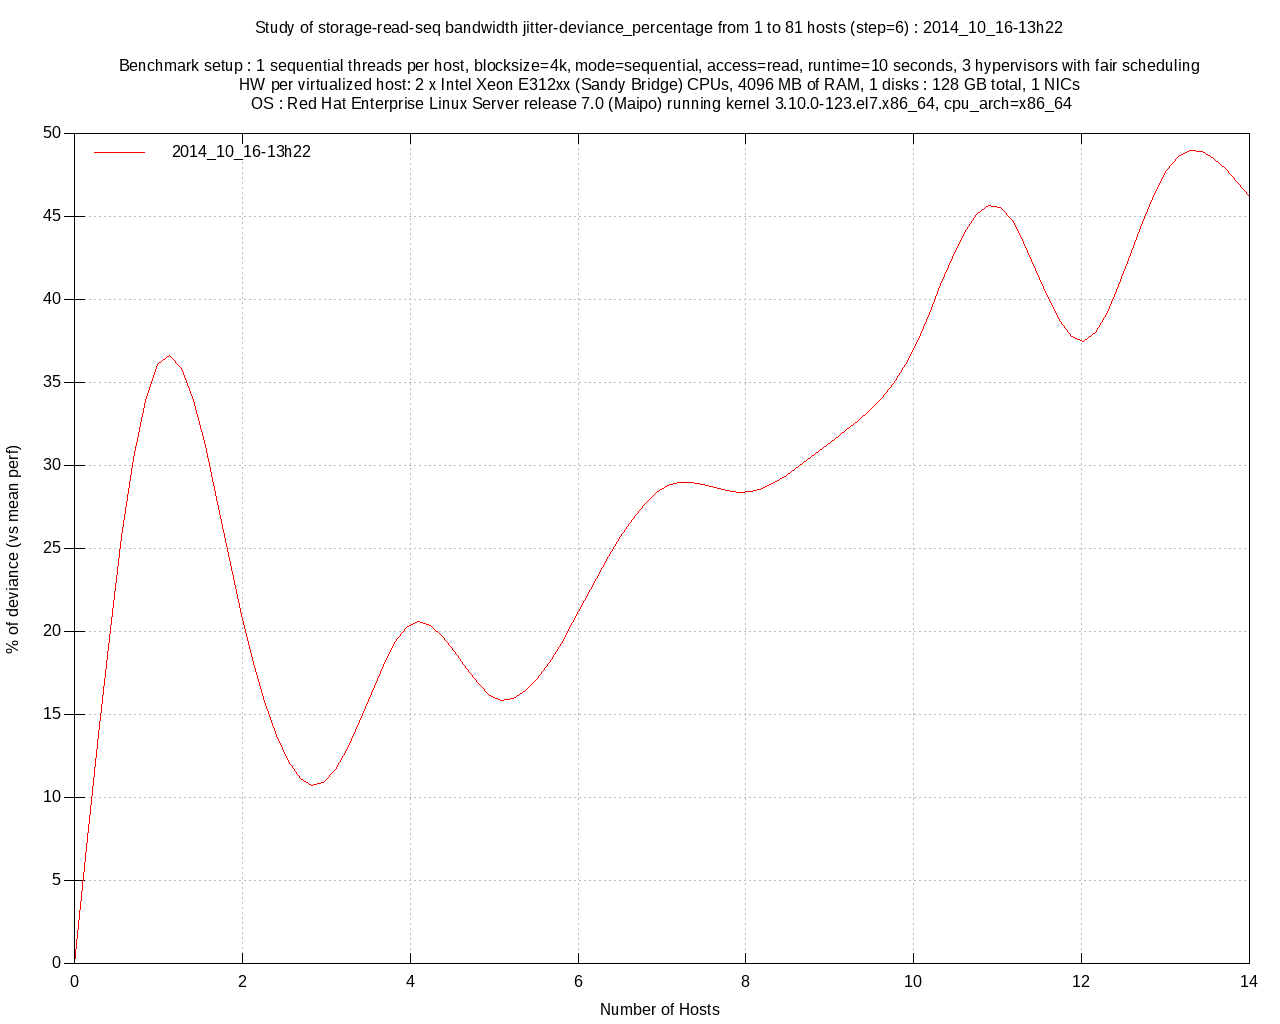 Study of storage-read-seq bandwidth jitter-deviance_percentage from 1 to 81 hosts (step=6) : 2014_10_16-13h22
Benchmark setup : 1 sequential threads per host, blocksize=4k, mode=sequential, access=read, runtime=10 seconds, 3 hypervisors with fair scheduling
HW per virtualized host: 2 x Intel Xeon E312xx (Sandy Bridge) CPUs, 4096 MB of RAM, 1 disks : 128 GB total, 1 NICs
OS : Red Hat Enterprise Linux Server release 7.0 (Maipo) running kernel 3.10.0-123.el7.x86_64, cpu_arch=x86_64
2014_10_16-13h22
% of deviance (vs mean perf)
50
45
40
35
30
25
20
15
10
5
0
0 2 4 6 8 10 12 14
Number of Hosts